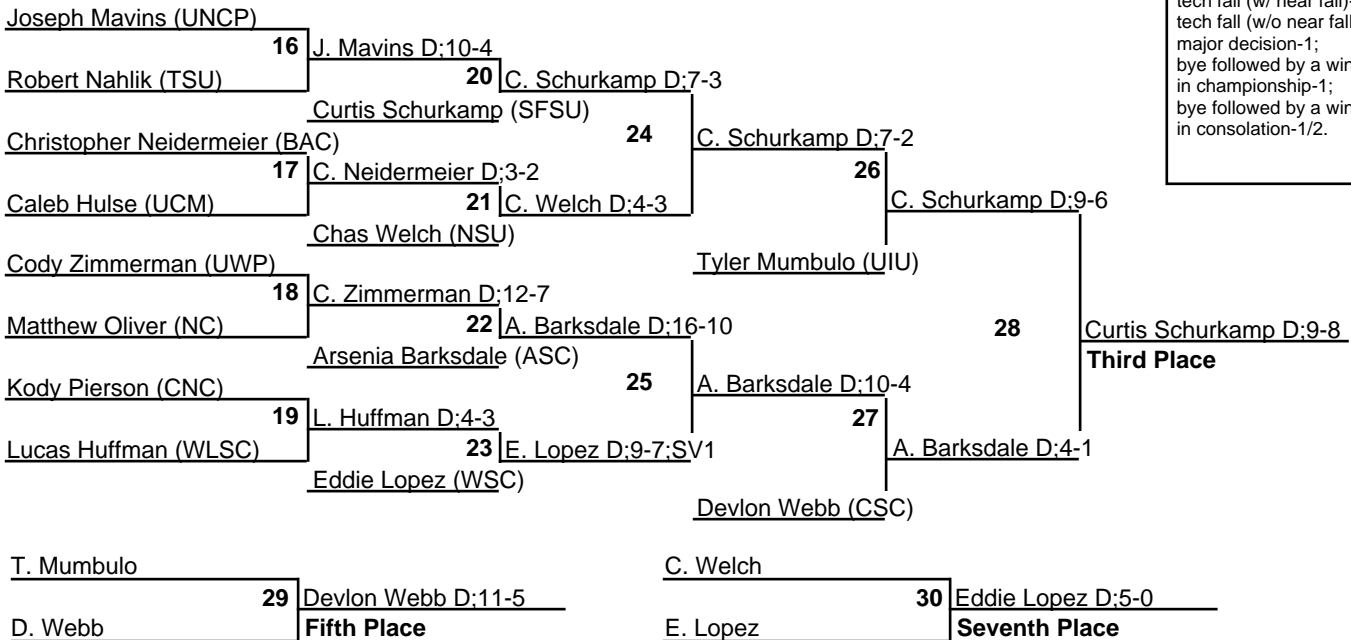 tech fall (w/ near fall)-
tech fall (w/o near fall
major decision-1;
bye followed by a win
in championship-1;
bye followed by a win
in consolation-1/2.
Joseph Mavins (UNCP)
16 J. Mavins D;10-4
Robert Nahlik (TSU)
20 C. Schurkamp D;7-3
Curtis Schurkamp (SFSU)
24 C. Schurkamp D;7-2
Christopher Neidermeier (BAC)
17 C. Neidermeier D;3-2
Caleb Hulse (UCM)
21 C. Welch D;4-3
Chas Welch (NSU)
26 C. Schurkamp D;9-6
Tyler Mumbulo (UIU)
Cody Zimmerman (UWP)
18 C. Zimmerman D;12-7
Matthew Oliver (NC)
22 A. Barksdale D;16-10
Arsenia Barksdale (ASC)
28 Curtis Schurkamp D;9-8
Third Place
25 A. Barksdale D;10-4
Kody Pierson (CNC)
19 L. Huffman D;4-3
Lucas Huffman (WLSC)
23 E. Lopez D;9-7;SV1
Eddie Lopez (WSC)
27 A. Barksdale D;4-1
Devlon Webb (CSC)
T. Mumbulo
29 Devlon Webb D;11-5
D. Webb
Fifth Place
C. Welch
30 Eddie Lopez D;5-0
E. Lopez
Seventh Place